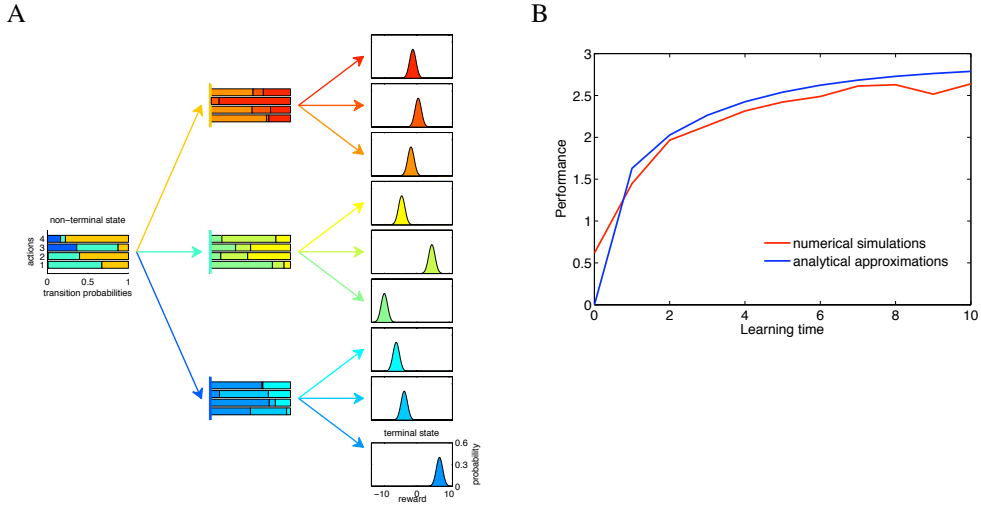 A
non-terminal state
actions
4
3
2
1
0 0.5 1
transition probabilities
terminal state
0.6
0.3
0
probability
-10 0 10
reward
B
3
2.5
2
1.5
1
0.5
0
Performance
numerical simulations
analytical approximations
0 2 4 6 8 10
Learning time